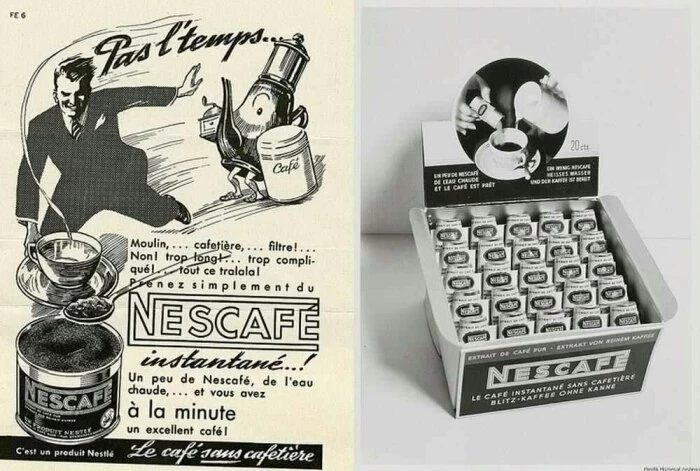 FE 6
Pas l'temps...
Café
Moulin,... cafetière,... filtre!...
Non! trop long!... trop compli-
qué!... tout ce tralala!
Prenez simplement du
NESCAFÉ
instantané...!
Un peu de Nescafé, de l'eau
chaude,... et vous avez
à la minute
un excellent café!
NESCAFÉ
UN PRODUIT NESTLÉ
C'est un produit Nestlé
Le café sans cafetière
20 cts.
UN PEU DE NESCAFÉ
DE L'EAU CHAUDE
ET LE CAFÉ EST PRÊT
EIN WENIG NESCAFÉ
HEISSES WASSER
UND DER KAFFEE IST BEREIT
EXTRAIT DE CAFÉ PUR - EXTRAKT VON REINEM KAFFEE
NESCAFÉ
LE CAFÉ INSTANTANÉ SANS CAFETIÈRE
BLITZ-KAFFEE OHNE KANNE